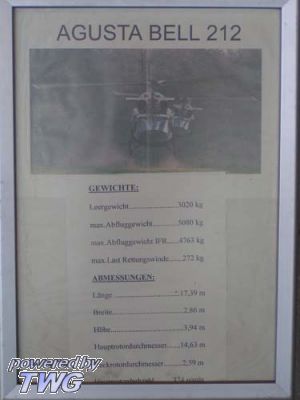 AGUSTA BELL 212
GEWICHTE:
Leergewicht....................3020 kg
max.Abfluggewicht............5080 kg
max.Abfluggewicht IFR....4763 kg
max.Last Rettungswinde.....272 kg
ABMESSUNGEN:
Länge.........................17,39 m
Breite..........................2,86 m
Höhe...........................3,94 m
Hauptrotordurchmesser.....14,63 m
2,59 m
powered by
TWG